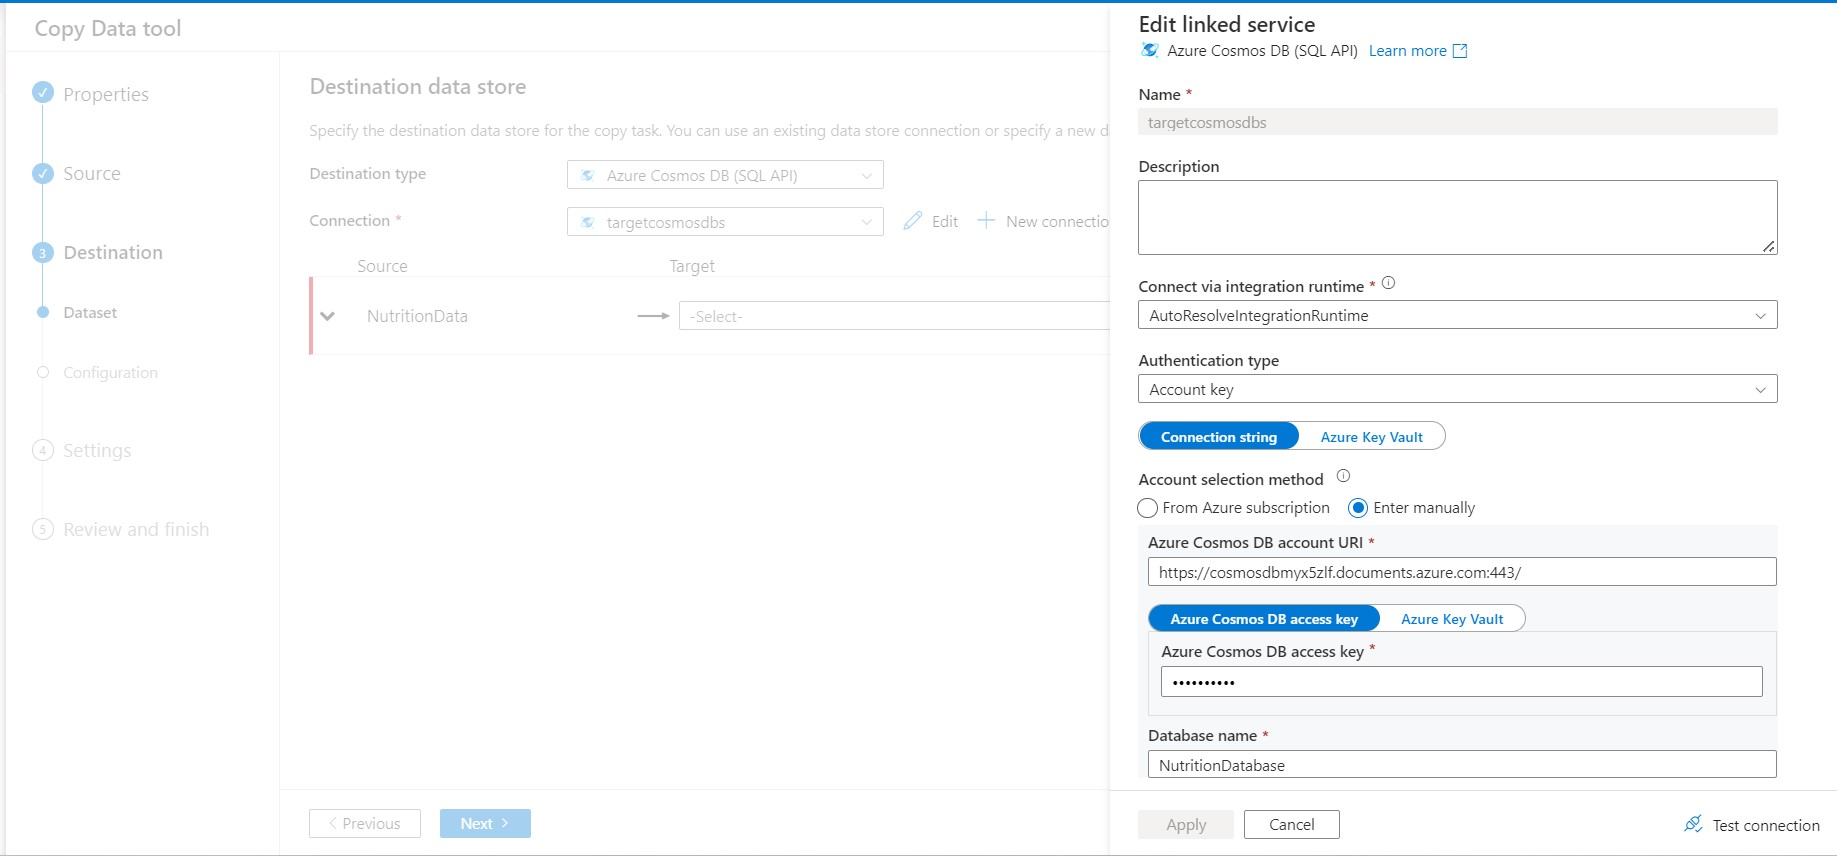 Copy Data tool
Properties
Source
3 Destination
Dataset
Configuration
4 Settings
5 Review and finish
Destination data store
Specify the destination data store for the copy task. You can use an existing data store connection or specify a new d
Destination type
Azure Cosmos DB (SQL API)
Connection *
targetcosmosdbs
Edit
New connectio
Source Target
NutritionData
-Select-
Previous
Next
Edit linked service
Azure Cosmos DB (SQL API) Learn more
Name *
targetcosmosdbs
Description
Connect via integration runtime *
AutoResolveIntegrationRuntime
Authentication type
Account key
Connection string Azure Key Vault
Account selection method
From Azure subscription Enter manually
Azure Cosmos DB account URI *
https://cosmosdbmyx5zlf.documents.azure.com:443/
Azure Cosmos DB access key Azure Key Vault
Azure Cosmos DB access key *
••••••••••
Database name *
NutritionDatabase
Apply Cancel Test connection